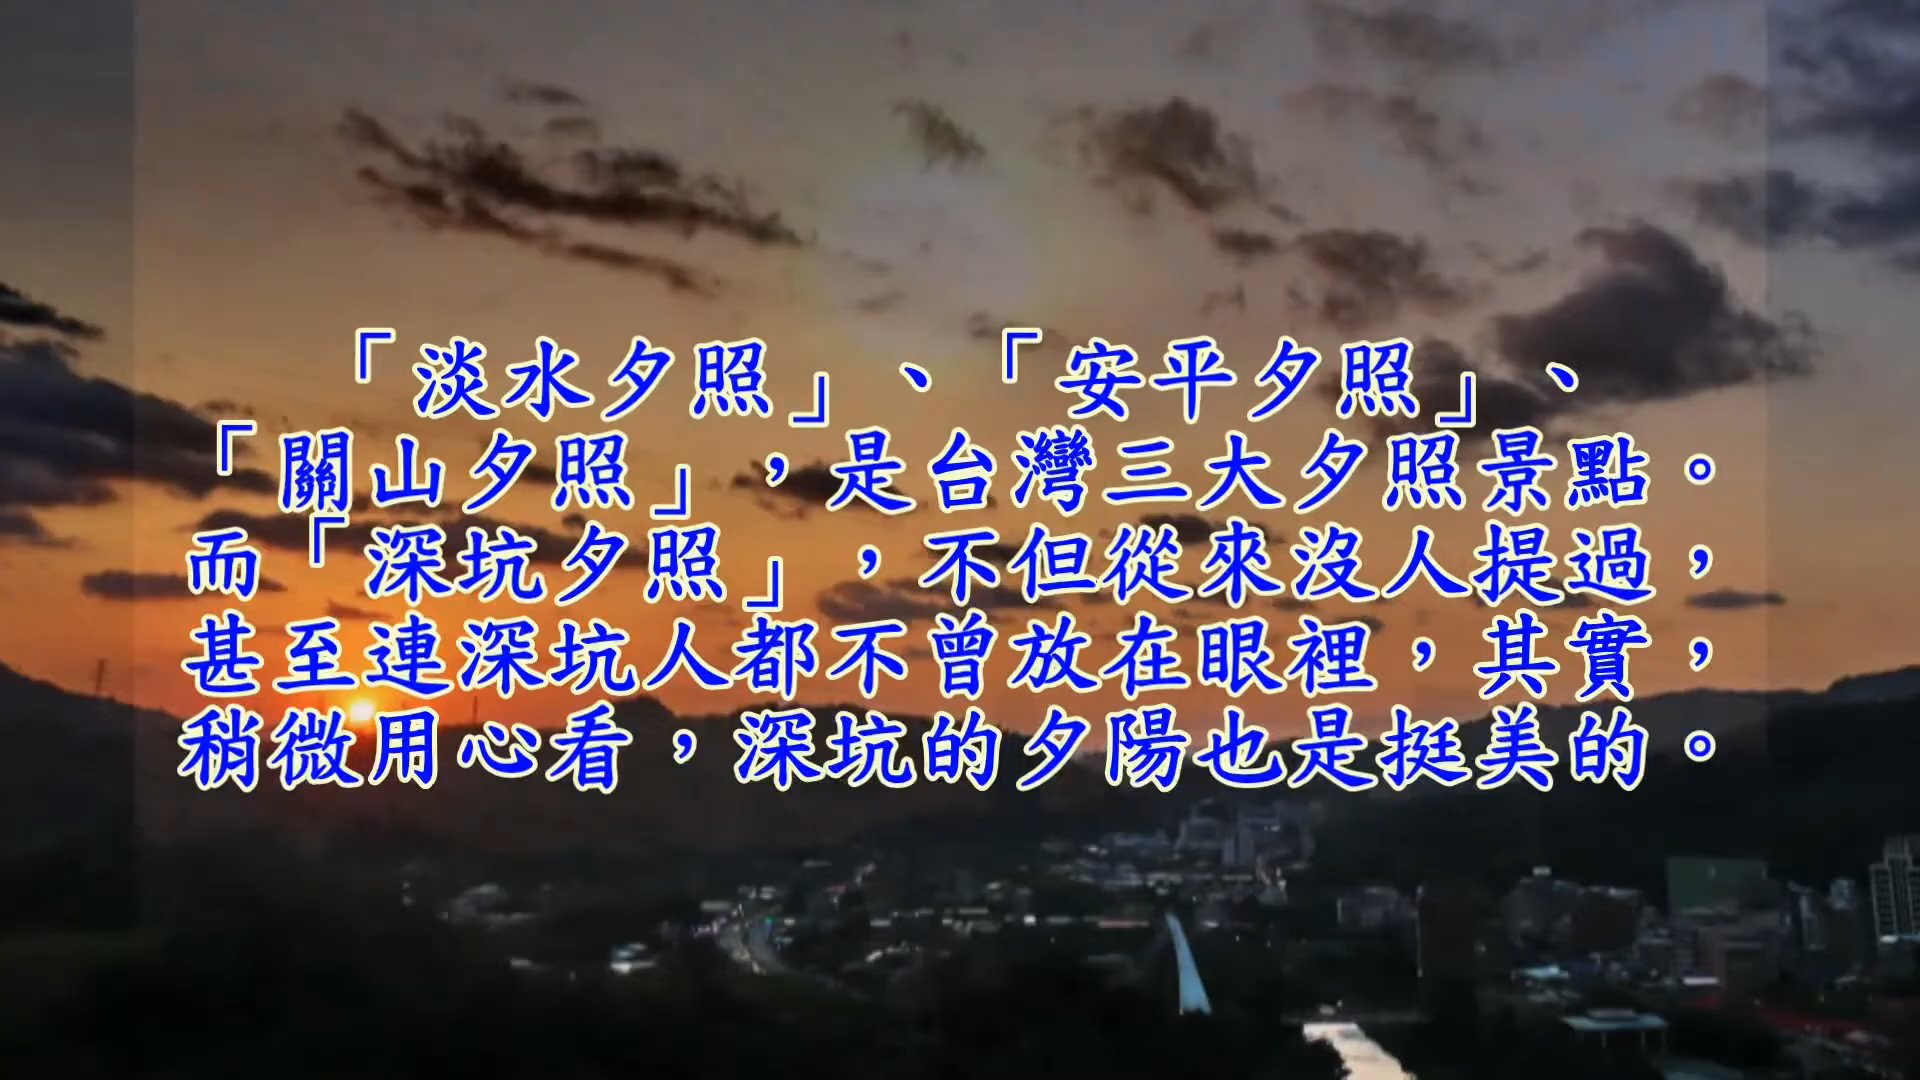 「淡水夕照」、「安平夕照」、
「關山夕照」，是台灣三大夕照景點。
而「深坑夕照」，不但從來沒人提過，
甚至連深坑人都不曾放在眼裡，其實，
稍微用心看，深坑的夕陽也是挺美的。